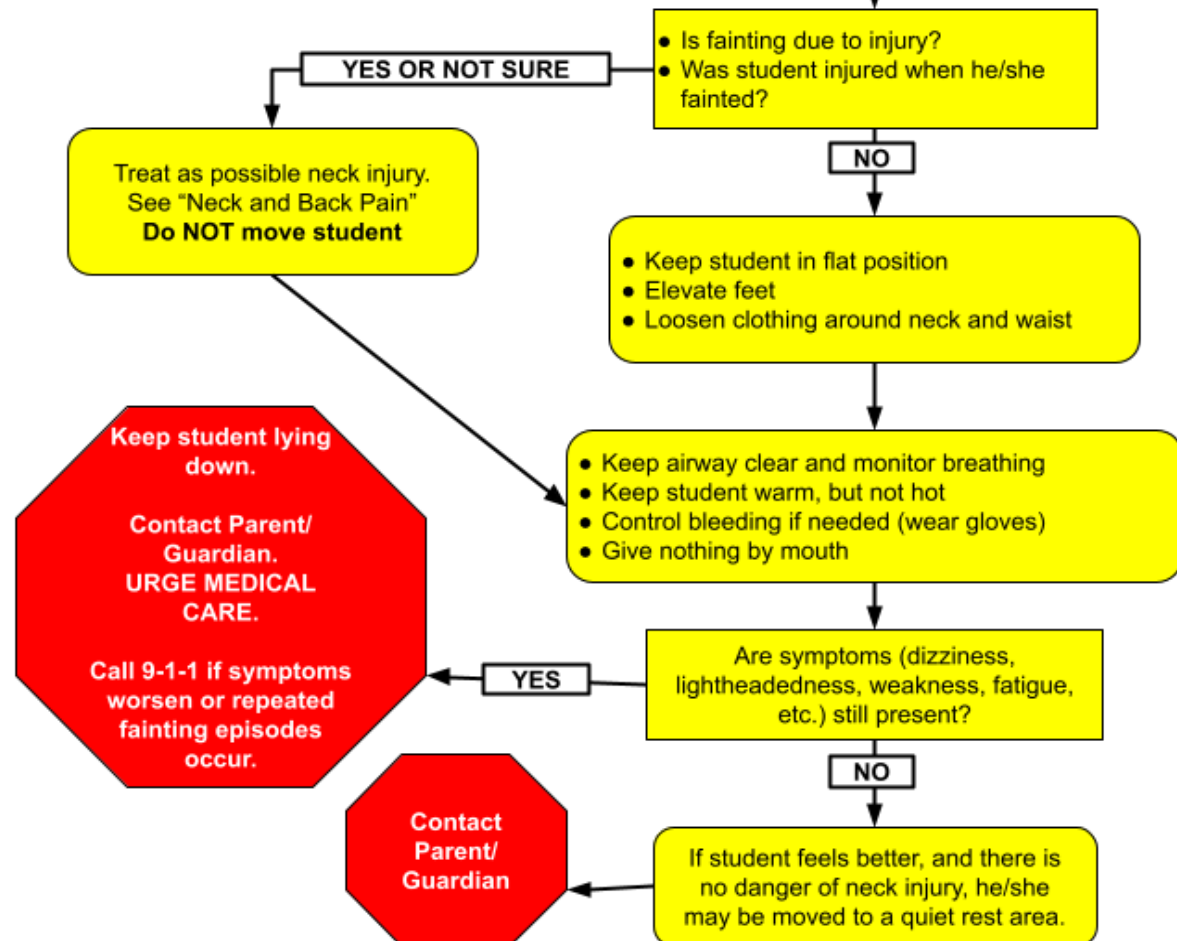 ● Is fainting due to injury?
● Was student injured when he/she
fainted?
YES OR NOT SURE
NO
Treat as possible neck injury.
See “Neck and Back Pain”
Do NOT move student
● Keep student in flat position
● Elevate feet
● Loosen clothing around neck and waist
● Keep airway clear and monitor breathing
● Keep student warm, but not hot
● Control bleeding if needed (wear gloves)
● Give nothing by mouth
Are symptoms (dizziness,
lightheadedness, weakness, fatigue,
etc.) still present?
YES
Keep student lying
down.
Contact Parent/
Guardian.
URGE MEDICAL
CARE.
Call 9-1-1 if symptoms
worsen or repeated
fainting episodes
occur.
NO
If student feels better, and there is
no danger of neck injury, he/she
may be moved to a quiet rest area.
Contact
Parent/
Guardian